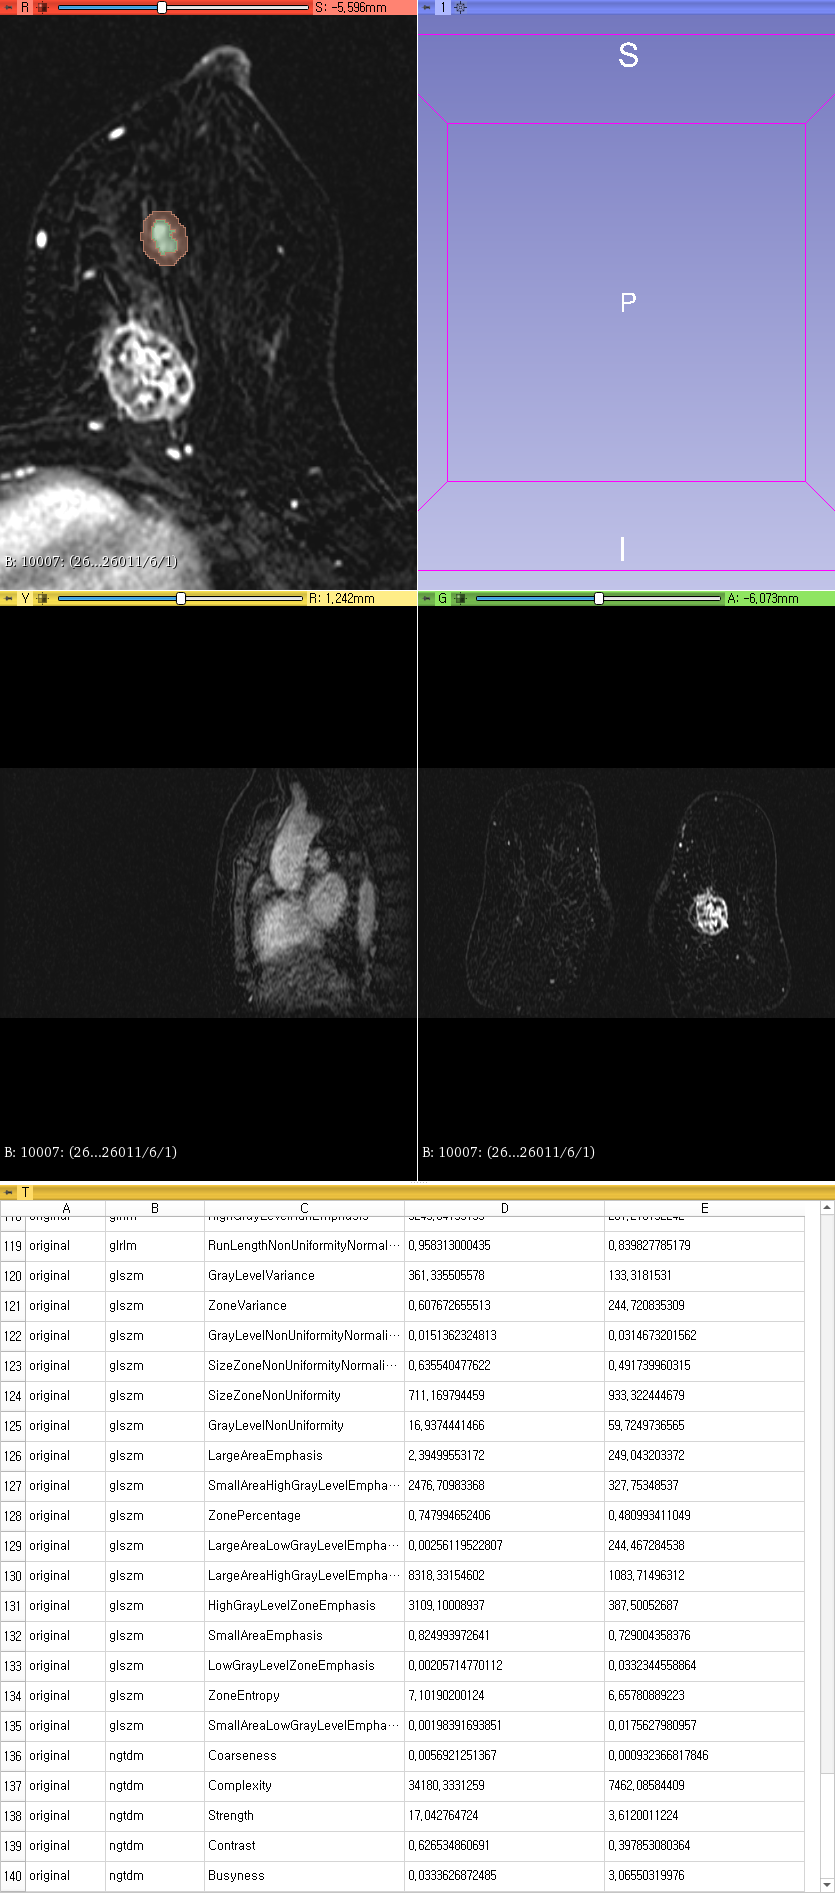 R S: -5,596mm
1
S
P
I
B: 10007: (26...26011/6/1)
Y R: 1,242mm
G A: -6,073mm
B: 10007: (26...26011/6/1)
B: 10007: (26...26011/6/1)
T
A B C D E
119 original glrlm RunLengthNonUniformityNormal··· 0,958313000435 0,839827785179
120 original glszm GrayLevelVariance 361,335505578 133,3181531
121 original glszm ZoneVariance 0,607672655513 244,720835309
122 original glszm GrayLevelNonUniformityNormali··· 0,0151362324813 0,0314673201562
123 original glszm SizeZoneNonUniformityNormali··· 0,635540477622 0,491739960315
124 original glszm SizeZoneNonUniformity 711,169794459 933,322444679
125 original glszm GrayLevelNonUniformity 16,9374441466 59,7249736565
126 original glszm LargeAreaEmphasis 2,39499553172 249,043203372
127 original glszm SmallAreaHighGrayLevelEmpha··· 2476,70983368 327,75348537
128 original glszm ZonePercentage 0,747994652406 0,480993411049
129 original glszm LargeAreaLowGrayLevelEmpha··· 0,00256119522807 244,467284538
130 original glszm LargeAreaHighGrayLevelEmpha··· 8318,33154602 1083,71496312
131 original glszm HighGrayLevelZoneEmphasis 3109,10008937 387,50052687
132 original glszm SmallAreaEmphasis 0,824993972641 0,729004358376
133 original glszm LowGrayLevelZoneEmphasis 0,00205714770112 0,0332344558864
134 original glszm ZoneEntropy 7,10190200124 6,65780889223
135 original glszm SmallAreaLowGrayLevelEmpha··· 0,00198391693851 0,0175627980957
136 original ngtdm Coarseness 0,0056921251367 0,000932366817846
137 original ngtdm Complexity 34180,3331259 7462,08584409
138 original ngtdm Strength 17,042764724 3,6120011224
139 original ngtdm Contrast 0,626534860691 0,397853080364
140 original ngtdm Busyness 0,0333626872485 3,06550319976